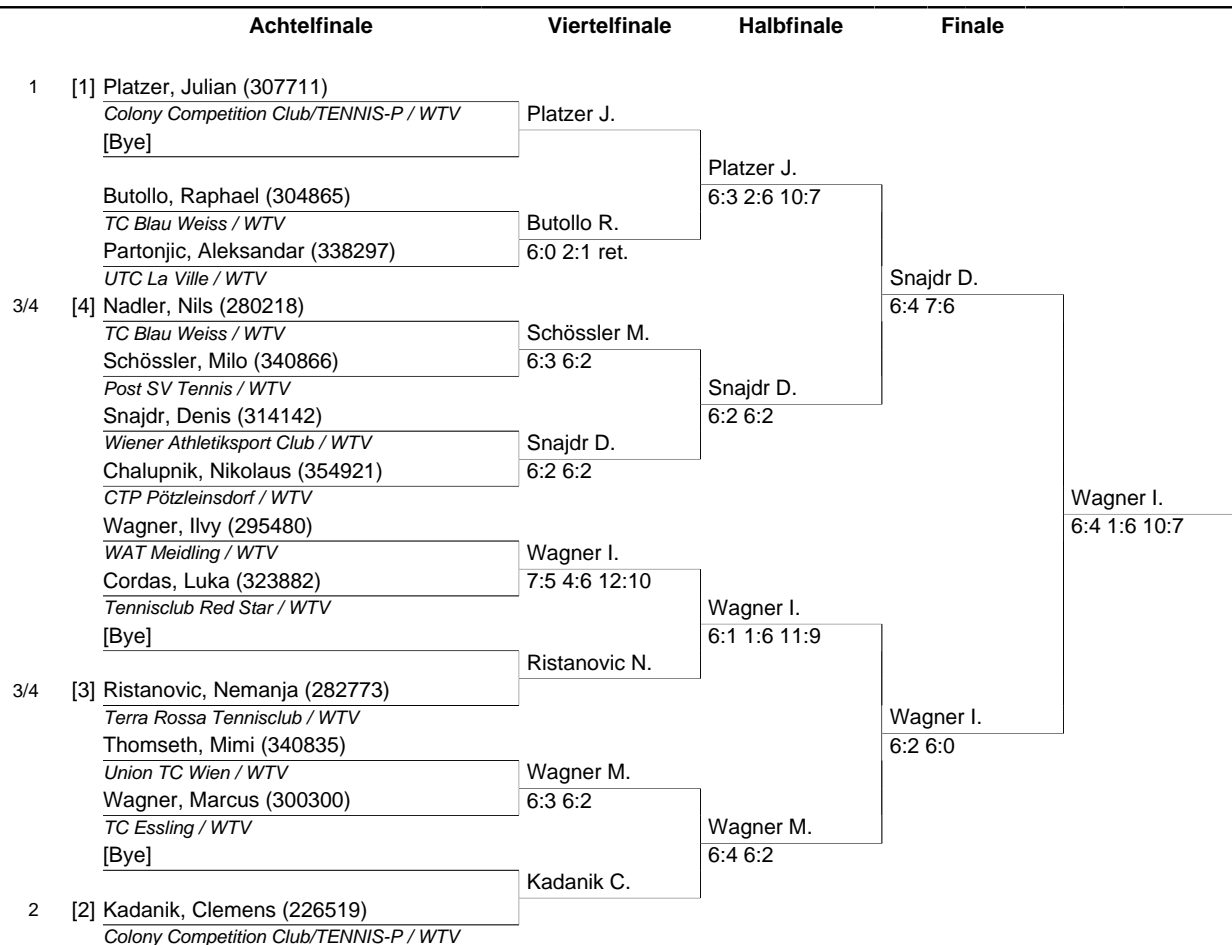 Achtelfinale Viertelfinale Halbfinale Finale
1 [1] Platzer, Julian (307711)
Colony Competition Club/TENNIS-P / WTV Platzer J.
[Bye]
Platzer J.
Butollo, Raphael (304865) 6:3 2:6 10:7
TC Blau Weiss / WTV Butollo R.
Partonjic, Aleksandar (338297) 6:0 2:1 ret.
UTC La Ville / WTV Snajdr D.
3/4 [4] Nadler, Nils (280218) 6:4 7:6
TC Blau Weiss / WTV Schössler M.
Schössler, Milo (340866) 6:3 6:2
Post SV Tennis / WTV Snajdr D.
Snajdr, Denis (314142) 6:2 6:2
Wiener Athletiksport Club / WTV Snajdr D.
Chalupnik, Nikolaus (354921) 6:2 6:2
CTP Pötzleinsdorf / WTV Wagner I.
Wagner, Ilvy (295480) 6:4 1:6 10:7
WAT Meidling / WTV Wagner I.
Cordas, Luka (323882) 7:5 4:6 12:10
Tennisclub Red Star / WTV Wagner I.
[Bye] 6:1 1:6 11:9
Ristanovic N.
3/4 [3] Ristanovic, Nemanja (282773)
Terra Rossa Tennisclub / WTV Wagner I.
Thomseth, Mimi (340835) 6:2 6:0
Union TC Wien / WTV Wagner M.
Wagner, Marcus (300300) 6:3 6:2
TC Essling / WTV Wagner M.
[Bye] 6:4 6:2
Kadanik C.
2 [2] Kadanik, Clemens (226519)
Colony Competition Club/TENNIS-P / WTV